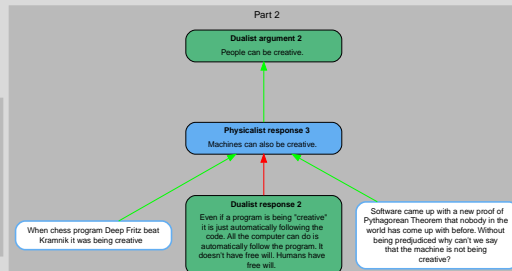 Part 2
Dualist argument 2
People can be creative.
Physicalist response 3
Machines can also be creative.
When chess program Deep Fritz beat
Kramnik it was being creative
Dualist response 2
Even if a program is being "creative"
it is just automatically following the
code. All the computer can do is
automatically follow the program. It
doesn't have free will. Humans have
free will.
Software came up with a new proof of
Pythagorean Theorem that nobody in the
world has come up with before. Without
being predjudiced why can't we say
that the machine is not being
creative?